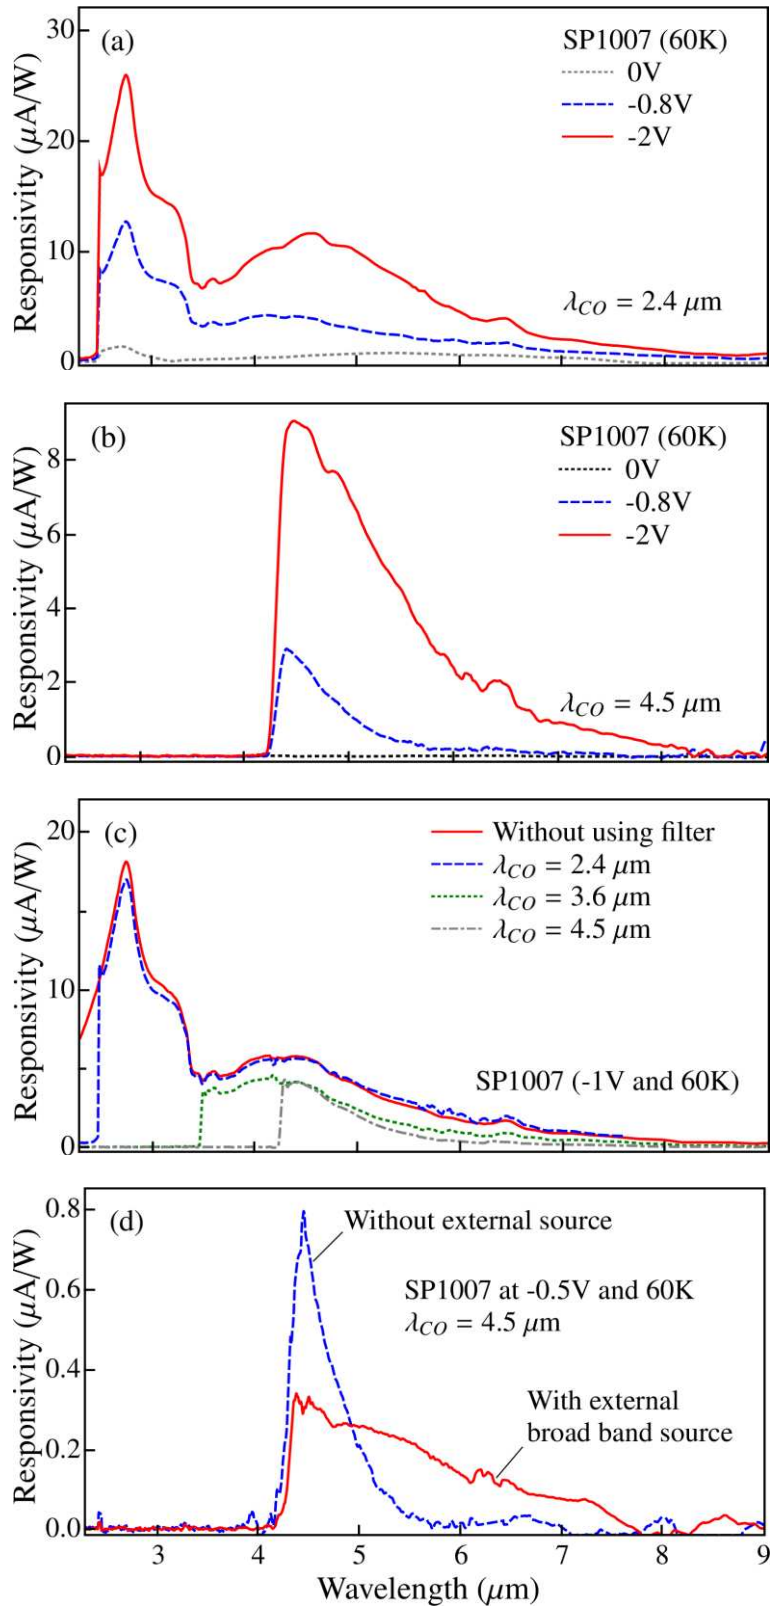 (a)
SP1007 (60K)
0V
-0.8V
-2V
λCO = 2.4 μm
Responsivity (μA/W)
30
20
10
0
(b)
SP1007 (60K)
0V
-0.8V
-2V
λCO = 4.5 μm
Responsivity (μA/W)
8
6
4
2
0
(c)
Without using filter
λCO = 2.4 μm
λCO = 3.6 μm
λCO = 4.5 μm
SP1007 (-1V and 60K)
Responsivity (μA/W)
20
10
0
(d)
Without external source
SP1007 at -0.5V and 60K
λCO = 4.5 μm
With external
broad band source
Responsivity (μA/W)
0.8
0.6
0.4
0.2
0.0
3 4 5 6 7 8 9
Wavelength (μm)